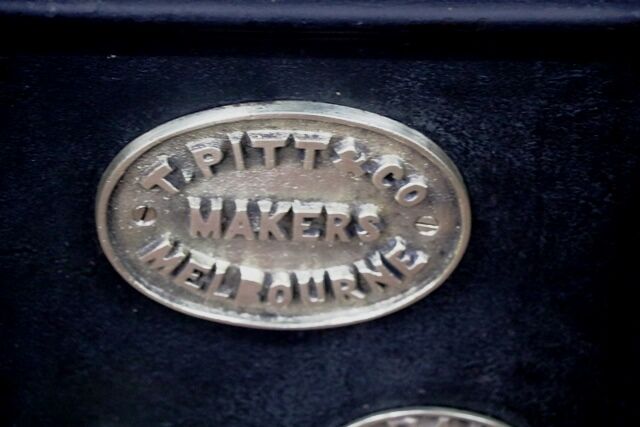 T. PITT & CO
MAKERS
MELBOURNE